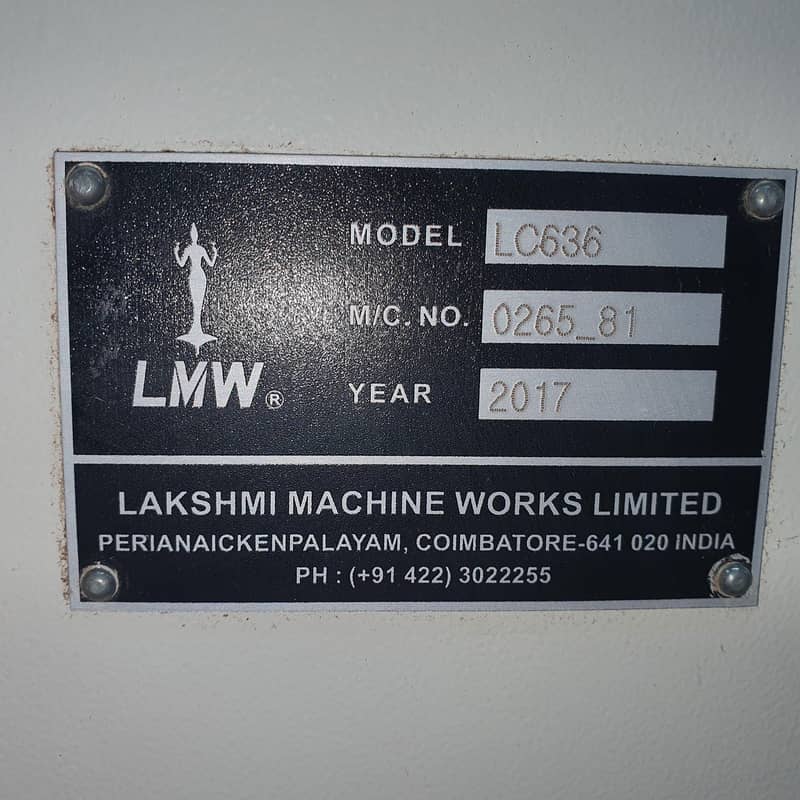 MODEL LC636
M/C. NO. 0265_81
LMW®
YEAR 2017
LAKSHMI MACHINE WORKS LIMITED
PERIANAICKENPALAYAM, COIMBATORE-641 020 INDIA
PH : (+91 422) 3022255